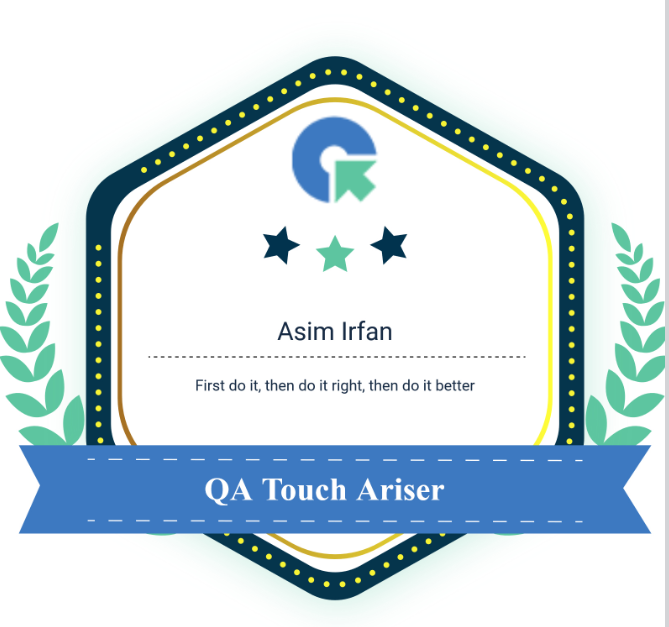 Asim Irfan
First do it, then do it right, then do it better
QA Touch Ariser